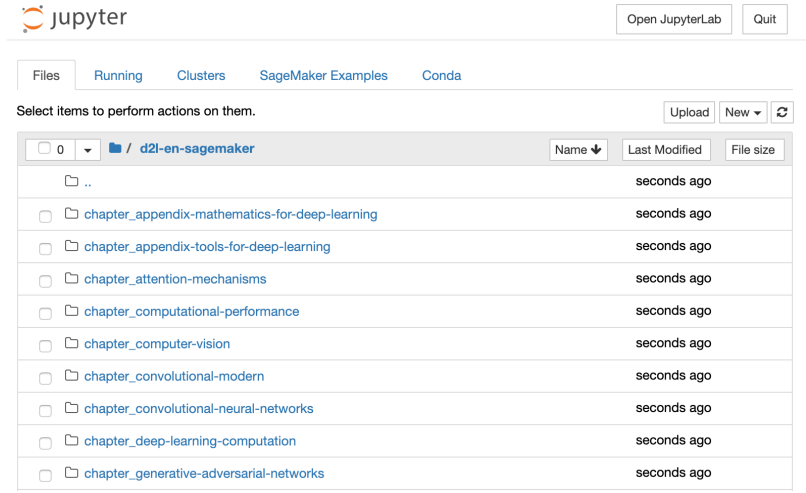 jupyter Open JupyterLab Quit
Files Running Clusters SageMaker Examples Conda
Select items to perform actions on them. Upload New
0 / d2l-en-sagemaker Name Last Modified File size
.. seconds ago
chapter_appendix-mathematics-for-deep-learning seconds ago
chapter_appendix-tools-for-deep-learning seconds ago
chapter_attention-mechanisms seconds ago
chapter_computational-performance seconds ago
chapter_computer-vision seconds ago
chapter_convolutional-modern seconds ago
chapter_convolutional-neural-networks seconds ago
chapter_deep-learning-computation seconds ago
chapter_generative-adversarial-networks seconds ago